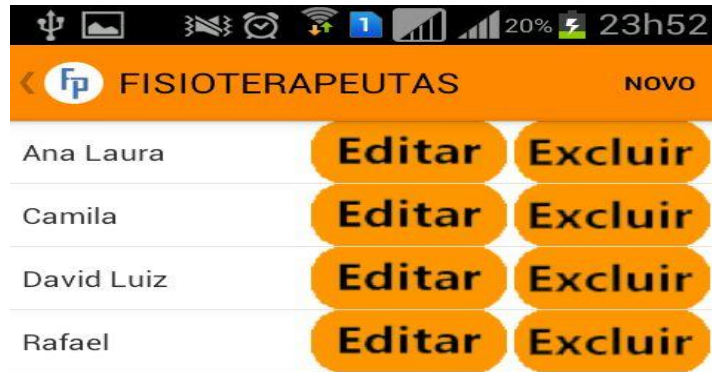 1 20% 23h52
Fp FISIOTERAPEUTAS NOVO
Ana Laura Editar Excluir
Camila Editar Excluir
David Luiz Editar Excluir
Rafael Editar Excluir